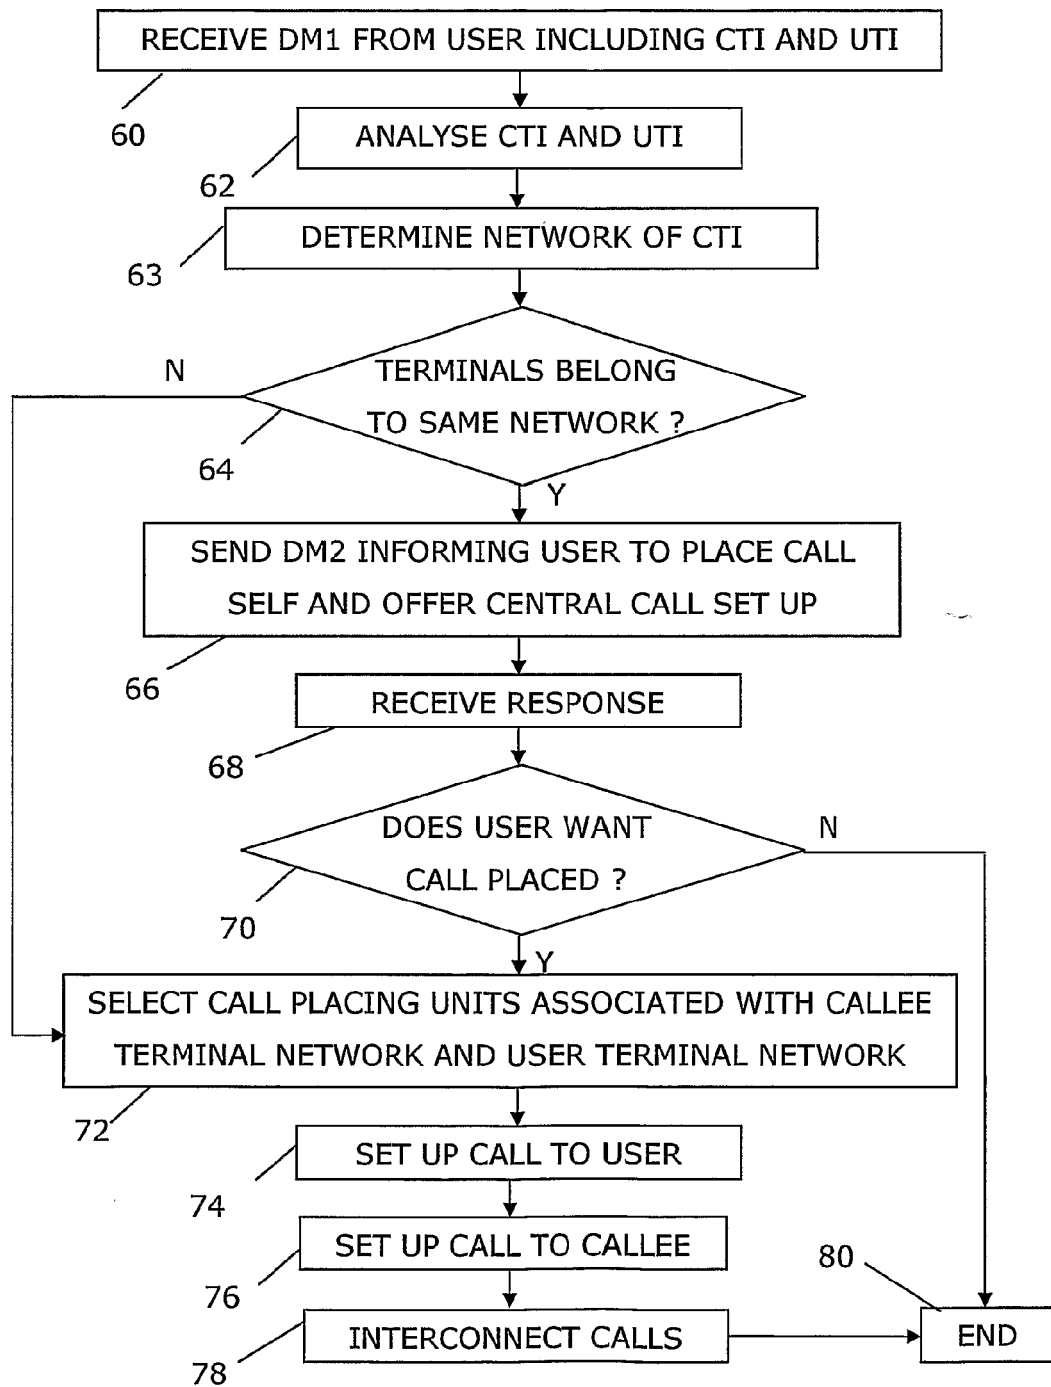 RECEIVE DM1 FROM USER INCLUDING CTI AND UTI
60
ANALYSE CTI AND UTI
62
DETERMINE NETWORK OF CTI
63
N
TERMINALS BELONG
TO SAME NETWORK ?
64
Y
SEND DM2 INFORMING USER TO PLACE CALL
SELF AND OFFER CENTRAL CALL SET UP
66
RECEIVE RESPONSE
68
DOES USER WANT
CALL PLACED ?
N
70
Y
SELECT CALL PLACING UNITS ASSOCIATED WITH CALLEE
TERMINAL NETWORK AND USER TERMINAL NETWORK
72
SET UP CALL TO USER
74
SET UP CALL TO CALLEE
76
80
INTERCONNECT CALLS
78
END